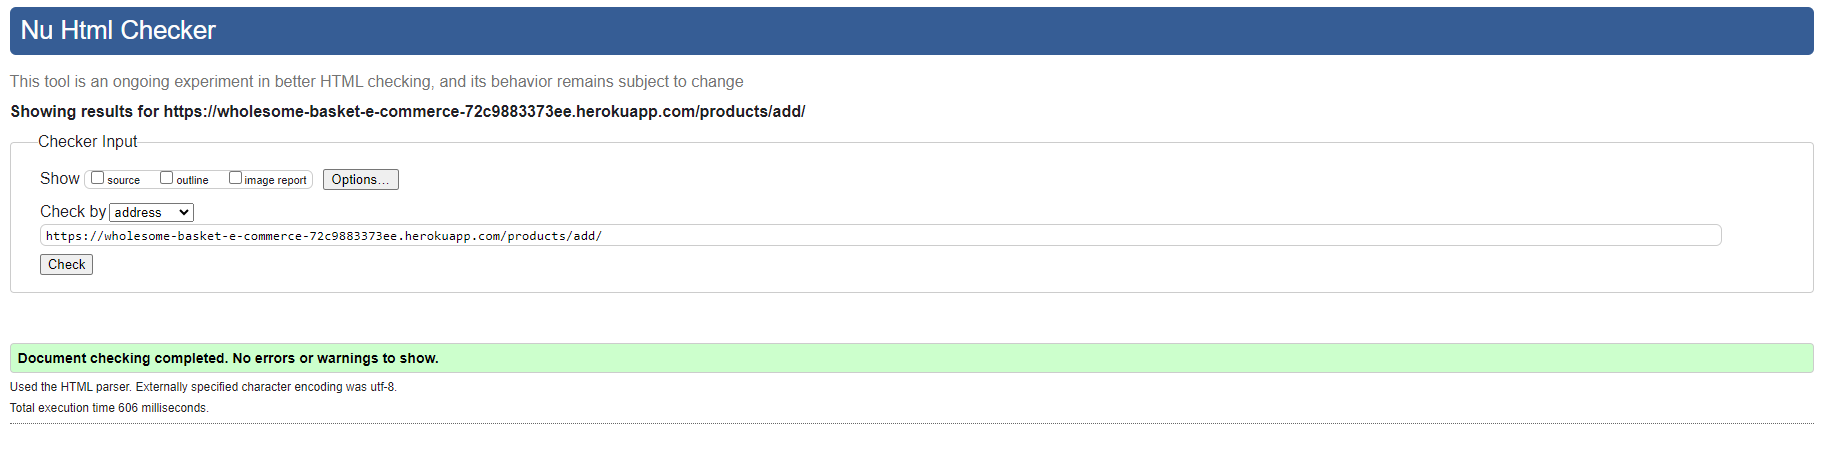 Nu Html Checker
This tool is an ongoing experiment in better HTML checking, and its behavior remains subject to change
Showing results for https://wholesome-basket-e-commerce-72c9883373ee.herokuapp.com/products/add/
Checker Input
Show source outline image report Options...
Check by address
https://wholesome-basket-e-commerce-72c9883373ee.herokuapp.com/products/add/
Check
Document checking completed. No errors or warnings to show.
Used the HTML parser. Externally specified character encoding was utf-8.
Total execution time 606 milliseconds.